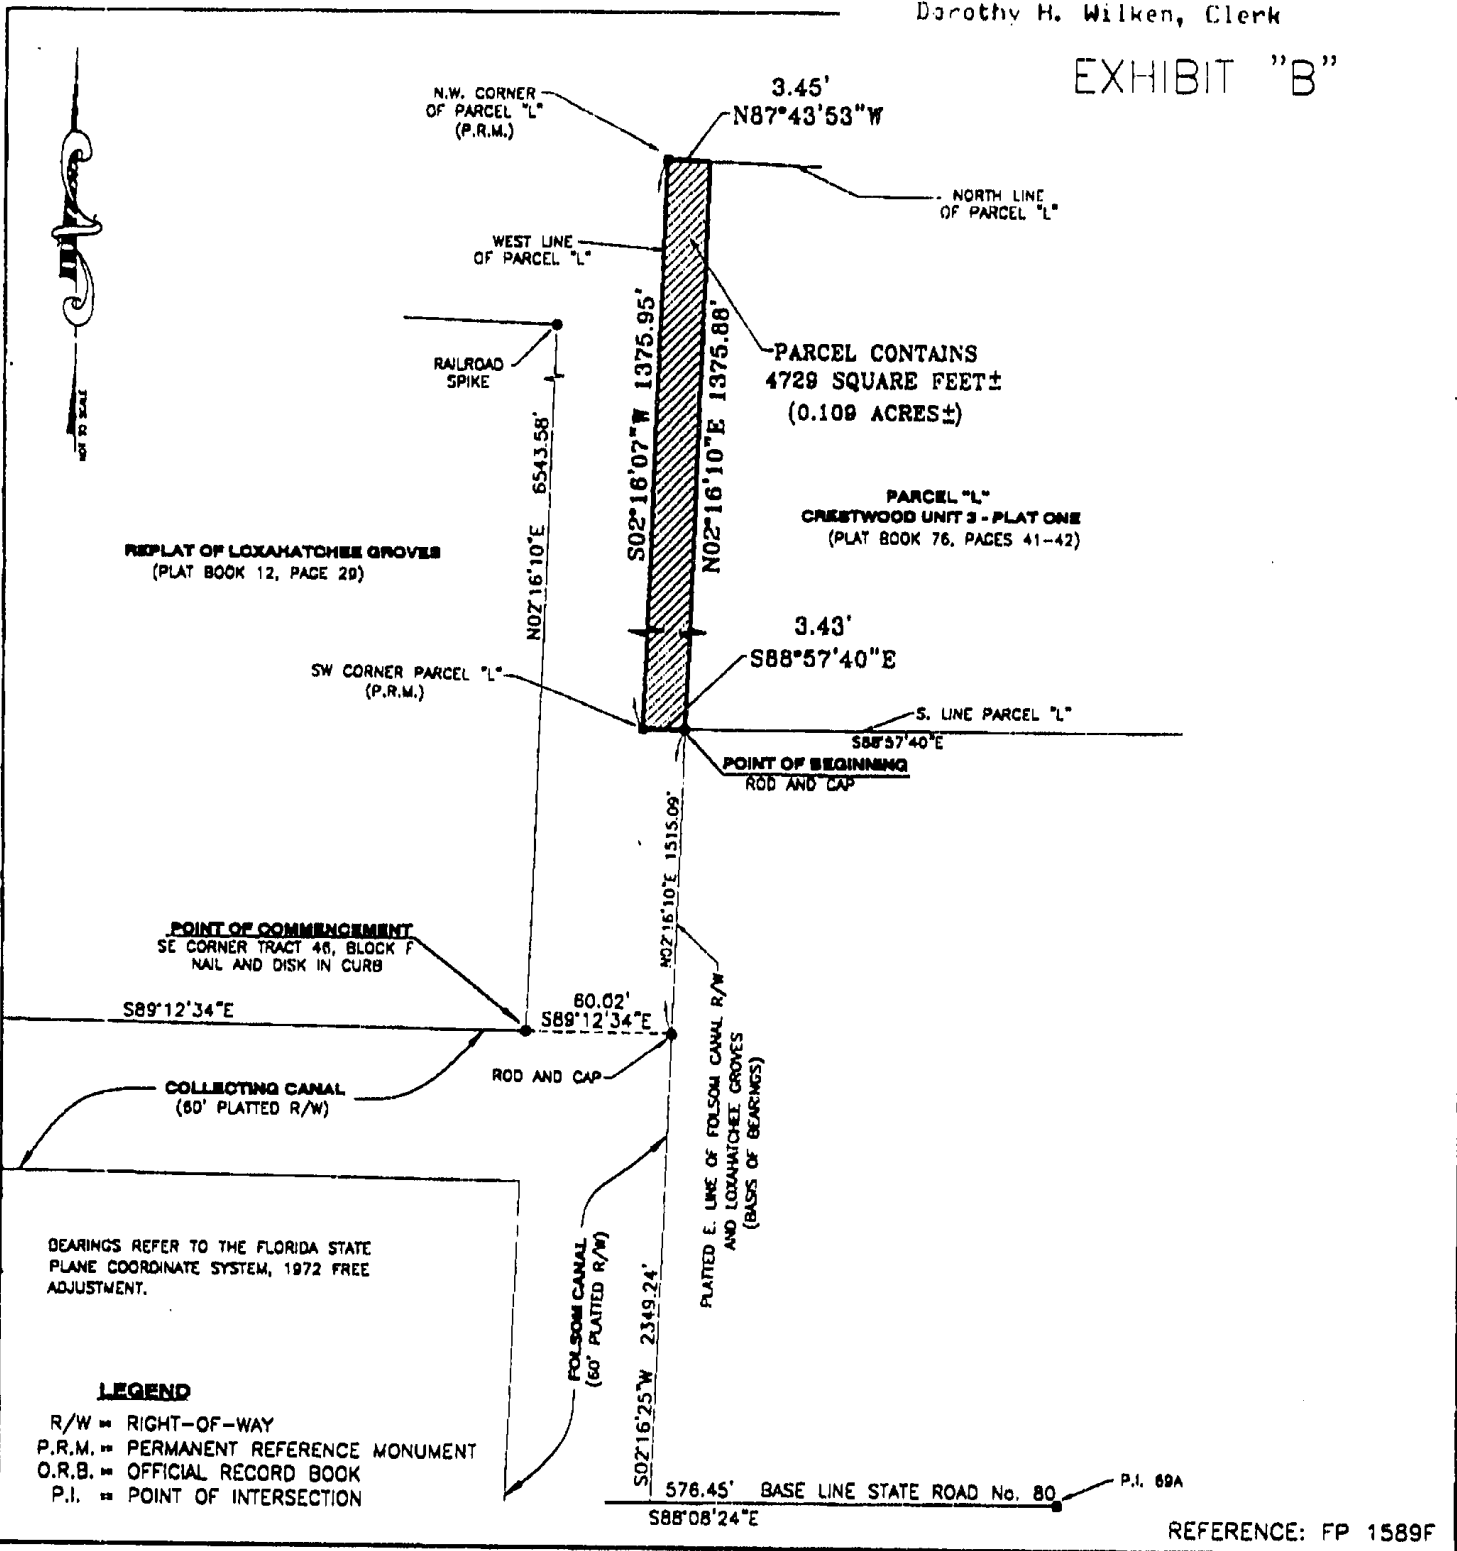 Dorothy H. Wilken, Clerk
EXHIBIT "B"
N.W. CORNER
OF PARCEL "L"
(P.R.M.)
3.45'
N87°43'53"W
NORTH LINE
OF PARCEL "L"
WEST LINE
OF PARCEL "L"
NOT TO SCALE
RAILROAD
SPIKE
S02°16'07"W 1375.95'
N02°16'10"E 1375.88'
PARCEL CONTAINS
4729 SQUARE FEET±
(0.109 ACRES±)
N02°16'10"E 6543.58'
PARCEL "L"
CRESTWOOD UNIT 3 - PLAT ONE
(PLAT BOOK 76, PAGES 41-42)
REPLAT OF LOXAHATCHEE GROVES
(PLAT BOOK 12, PAGE 29)
3.43'
S88°57'40"E
SW CORNER PARCEL "L"
(P.R.M.)
S. LINE PARCEL "L"
S88°57'40"E
POINT OF BEGINNING
ROD AND CAP
N02°16'10"E 1515.09'
POINT OF COMMENCEMENT
SE CORNER TRACT 46, BLOCK F
NAIL AND DISK IN CURB
S89°12'34"E
60.02'
S89°12'34"E
ROD AND CAP
COLLECTING CANAL
(60' PLATTED R/W)
PLATTED E. LINE OF FOLSOM CANAL R/W
AND LOXAHATCHEE GROVES
(BASIS OF BEARINGS)
FOLSOM CANAL
(60' PLATTED R/W)
S02°16'25"W 2349.24'
BEARINGS REFER TO THE FLORIDA STATE
PLANE COORDINATE SYSTEM, 1972 FREE
ADJUSTMENT.
LEGEND
R/W = RIGHT-OF-WAY
P.R.M. = PERMANENT REFERENCE MONUMENT
O.R.B. = OFFICIAL RECORD BOOK
P.I. = POINT OF INTERSECTION
576.45' BASE LINE STATE ROAD No. 80
S88°08'24"E
P.I. 69A
REFERENCE: FP 1589F